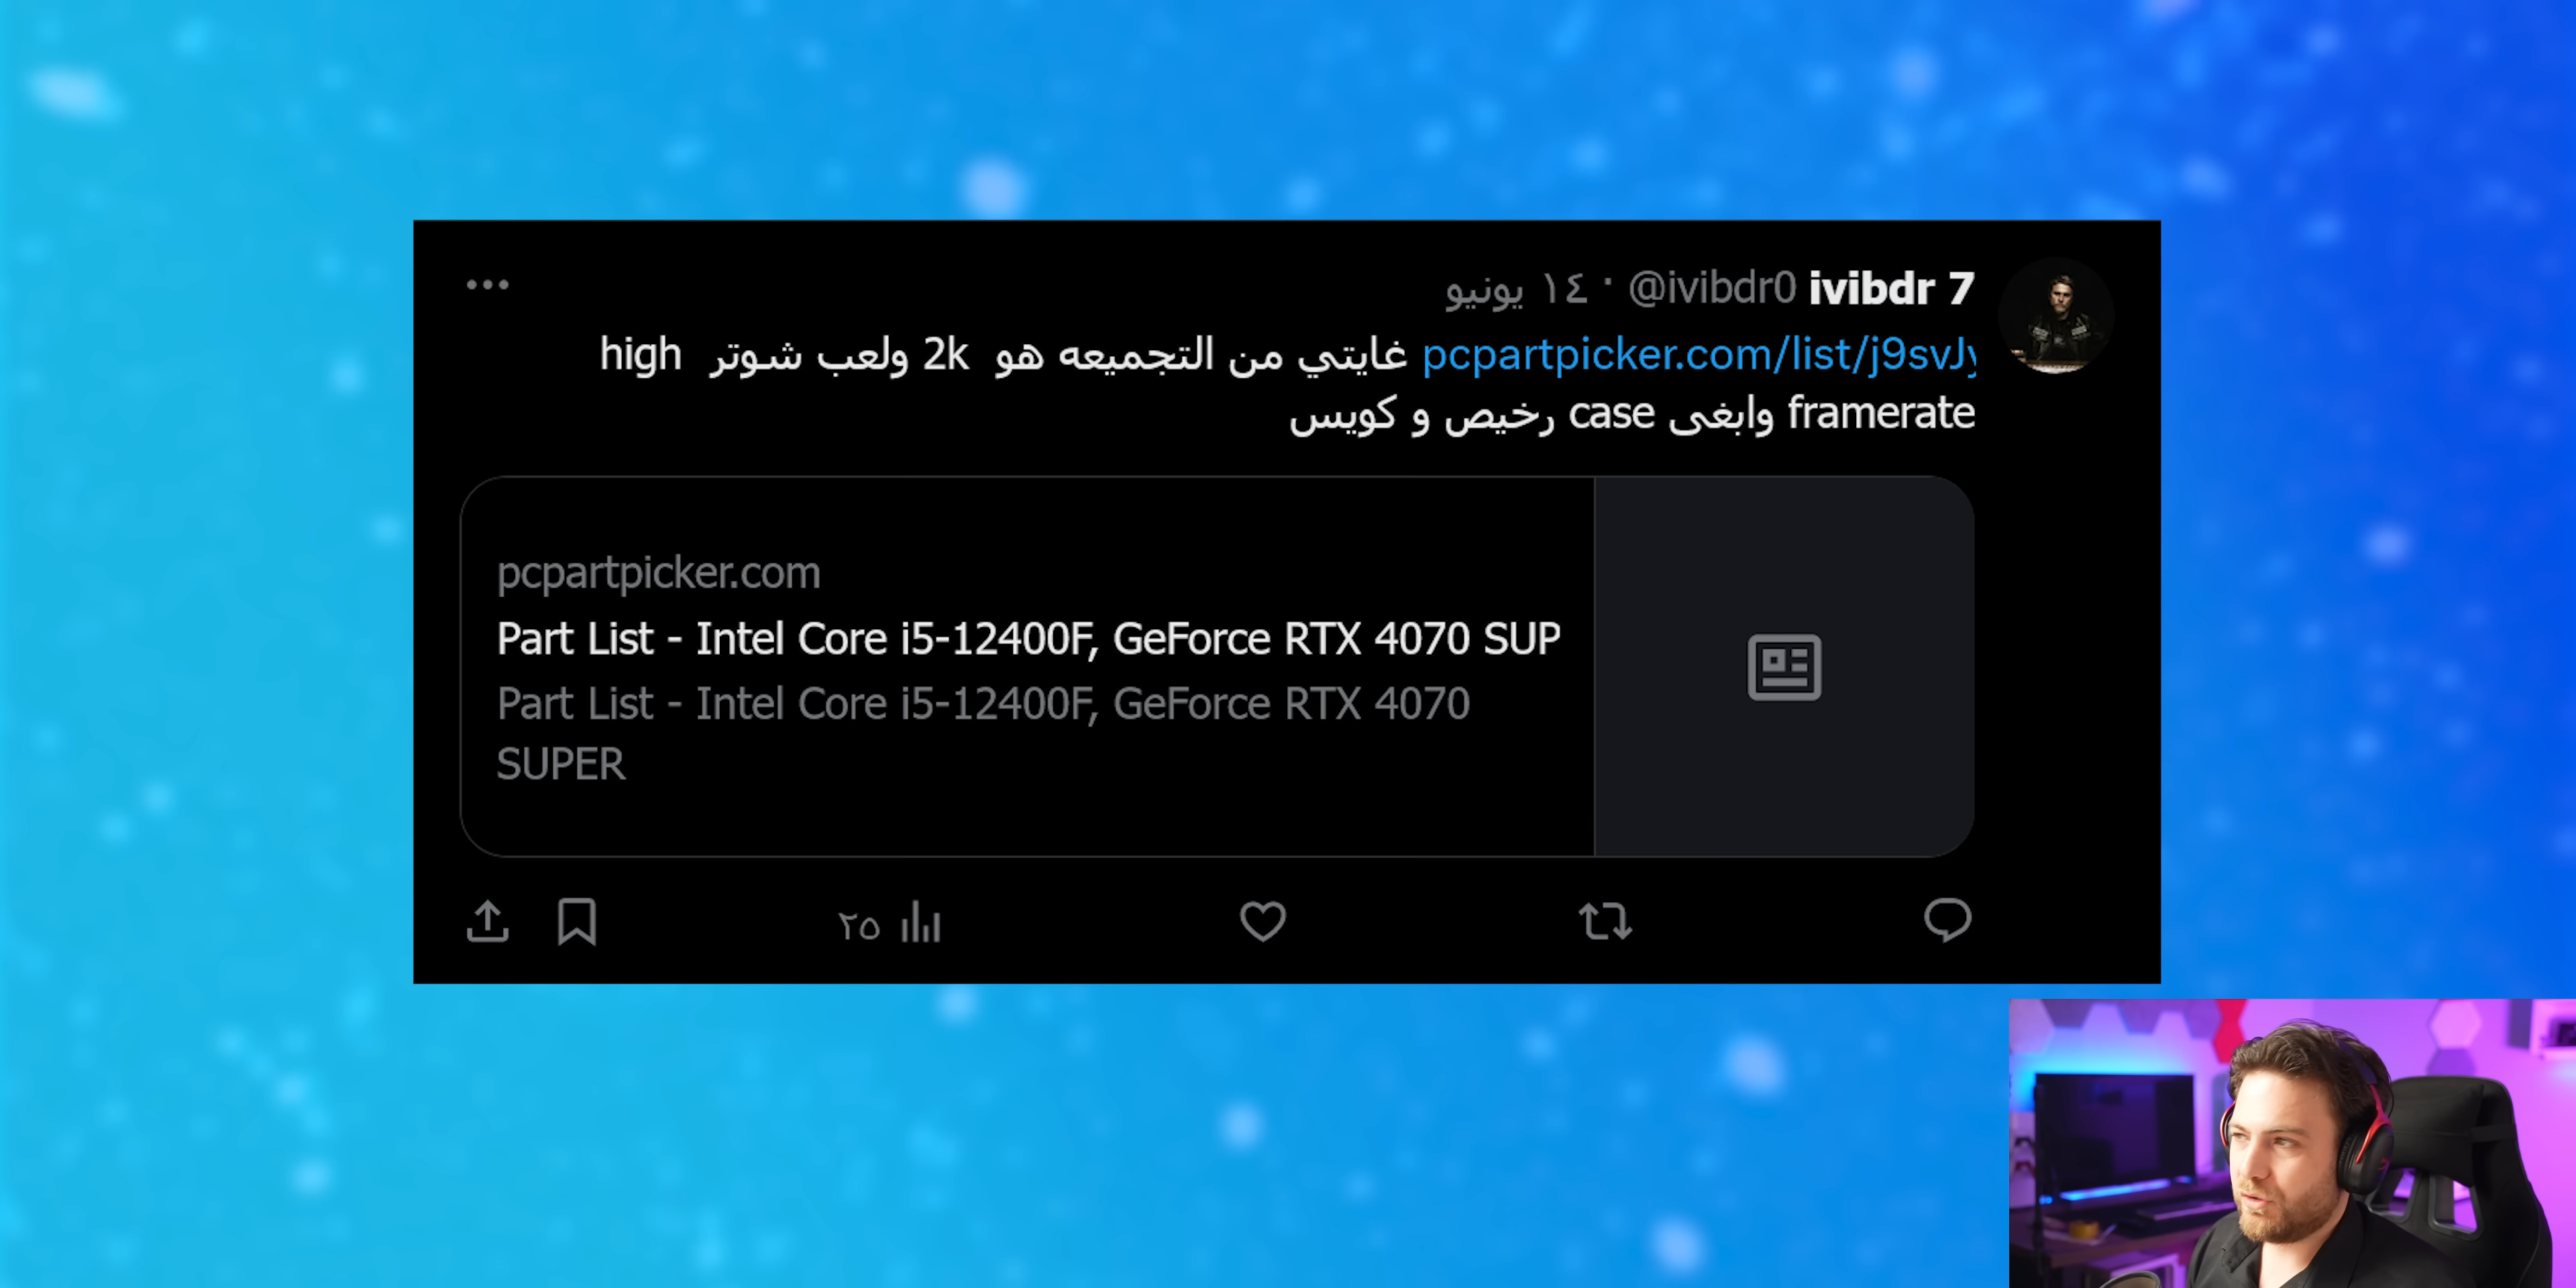 ivibdr 7 @ivibdr0 · ١٤ يونيو
pcpartpicker.com/list/j9svJy غايتي من التجميعه هو 2k ولعب شوتر high
framerate وابغى case رخيص و كويس
pcpartpicker.com
Part List - Intel Core i5-12400F, GeForce RTX 4070 SUP
Part List - Intel Core i5-12400F, GeForce RTX 4070
SUPER
٢٥